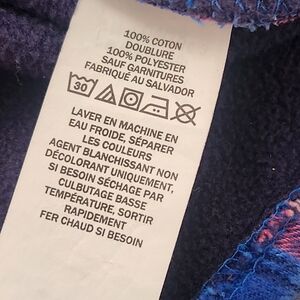 100% COTON
DOUBLURE
100% POLYESTER
SAUF GARNITURES
FABRIQUÉ AU SALVADOR
30
LAVER EN MACHINE EN
EAU FROIDE, SÉPARER
LES COULEURS
AGENT BLANCHISSANT NON
DÉCOLORANT UNIQUEMENT,
SI BESOIN SÉCHAGE PAR
CULBUTAGE BASSE
TEMPÉRATURE, SORTIR
RAPIDEMENT
FER CHAUD SI BESOIN